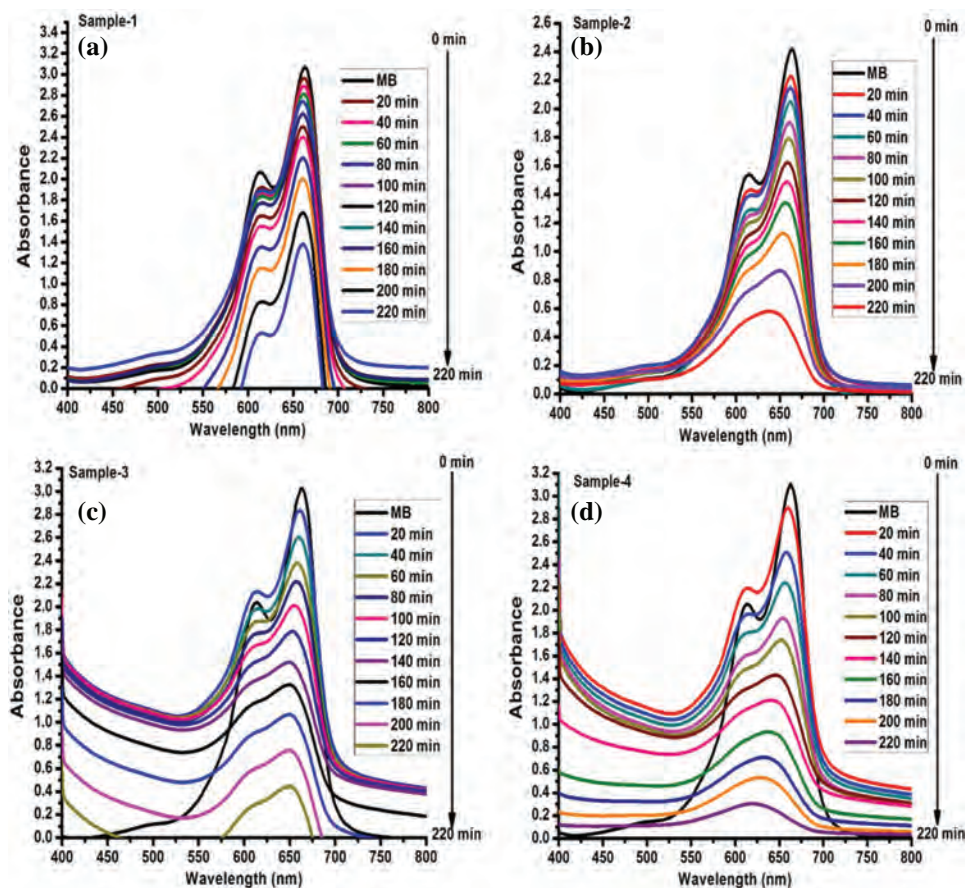 Sample-1
(a)
0 min
3.6
3.4
3.2
3.0
2.8
2.6
2.4
2.2
2.0
1.8
1.6
1.4
1.2
1.0
0.8
0.6
0.4
0.2
0.0
Absorbance
MB
20 min
40 min
60 min
80 min
100 min
120 min
140 min
160 min
180 min
200 min
220 min
220 min
400 450 500 550 600 650 700 750 800
Wavelength (nm)
Sample-2
(b)
0 min
2.6
2.4
2.2
2.0
1.8
1.6
1.4
1.2
1.0
0.8
0.6
0.4
0.2
0.0
Absorbance
MB
20 min
40 min
60 min
80 min
100 min
120 min
140 min
160 min
180 min
200 min
220 min
220 min
400 450 500 550 600 650 700 750 800
Wavelength (nm)
Sample-3
(c)
0 min
3.2
3.0
2.8
2.6
2.4
2.2
2.0
1.8
1.6
1.4
1.2
1.0
0.8
0.6
0.4
0.2
0.0
Absorbance
MB
20 min
40 min
60 min
80 min
100 min
120 min
140 min
160 min
180 min
200 min
220 min
220 min
400 450 500 550 600 650 700 750 800
Wavelength (nm)
Sample-4
(d)
0 min
3.2
3.0
2.8
2.6
2.4
2.2
2.0
1.8
1.6
1.4
1.2
1.0
0.8
0.6
0.4
0.2
0.0
Absorbance
MB
20 min
40 min
60 min
80 min
100 min
120 min
140 min
160 min
180 min
200 min
220 min
220 min
400 450 500 550 600 650 700 750 800
Wavelength (nm)